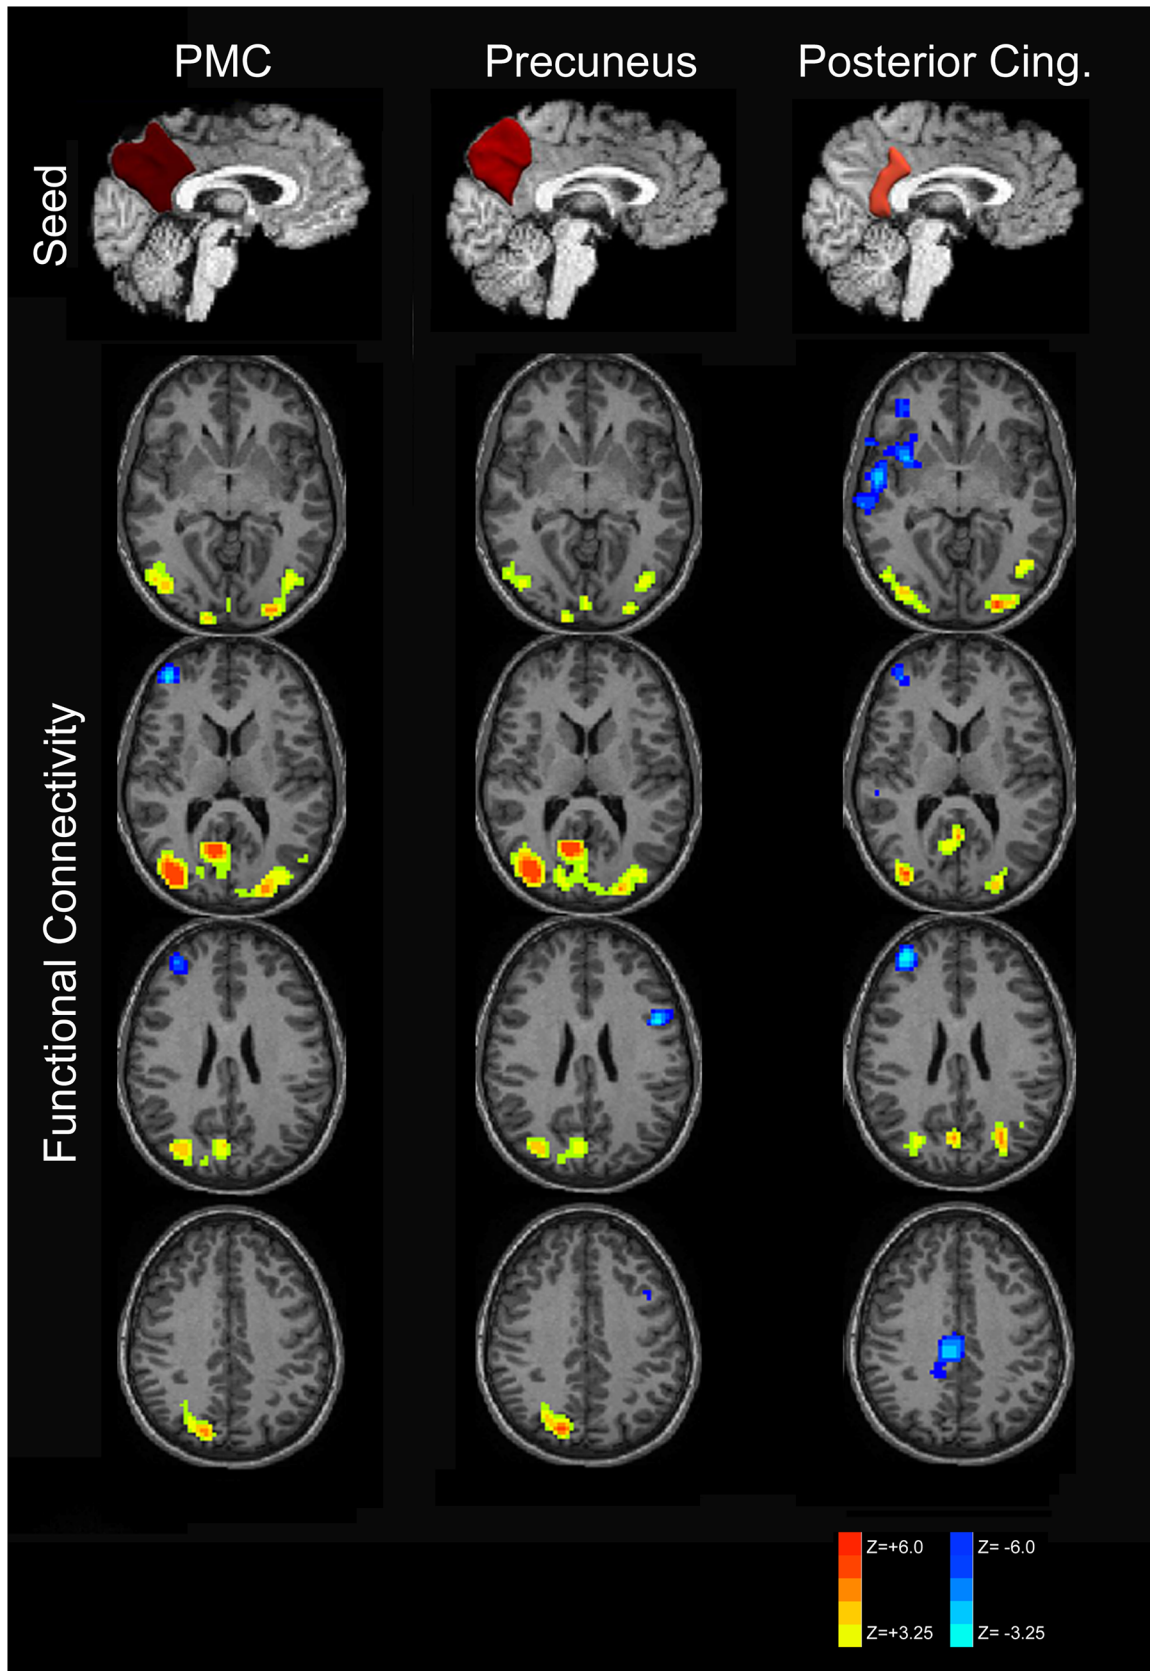 PMC
Precuneus
Posterior Cing.
Seed
Functional Connectivity
Z=+6.0
Z= -6.0
Z=+3.25
Z= -3.25